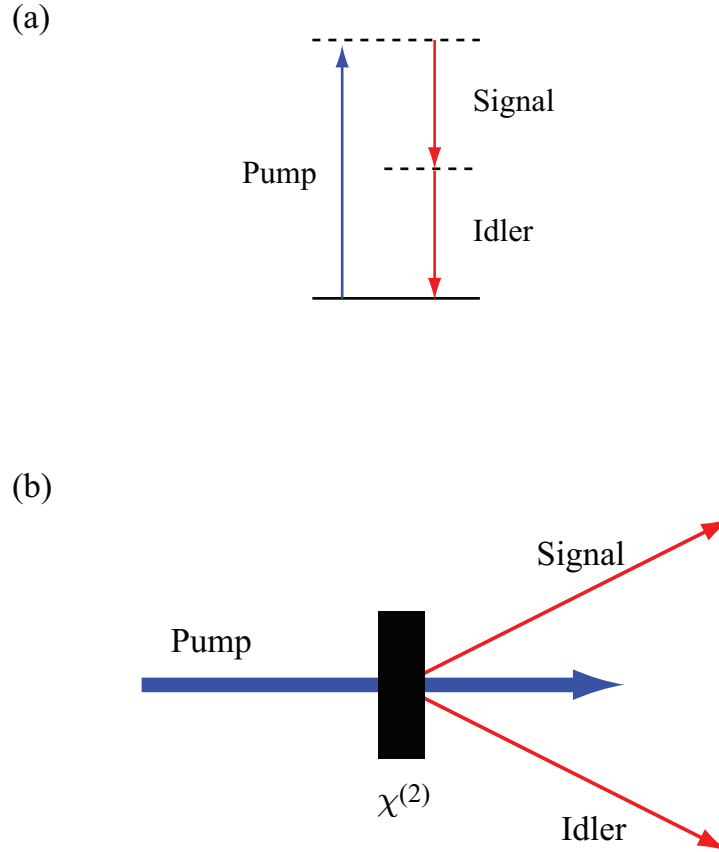 (a)
Signal
Pump
Idler
(b)
Signal
Pump
χ(2)
Idler